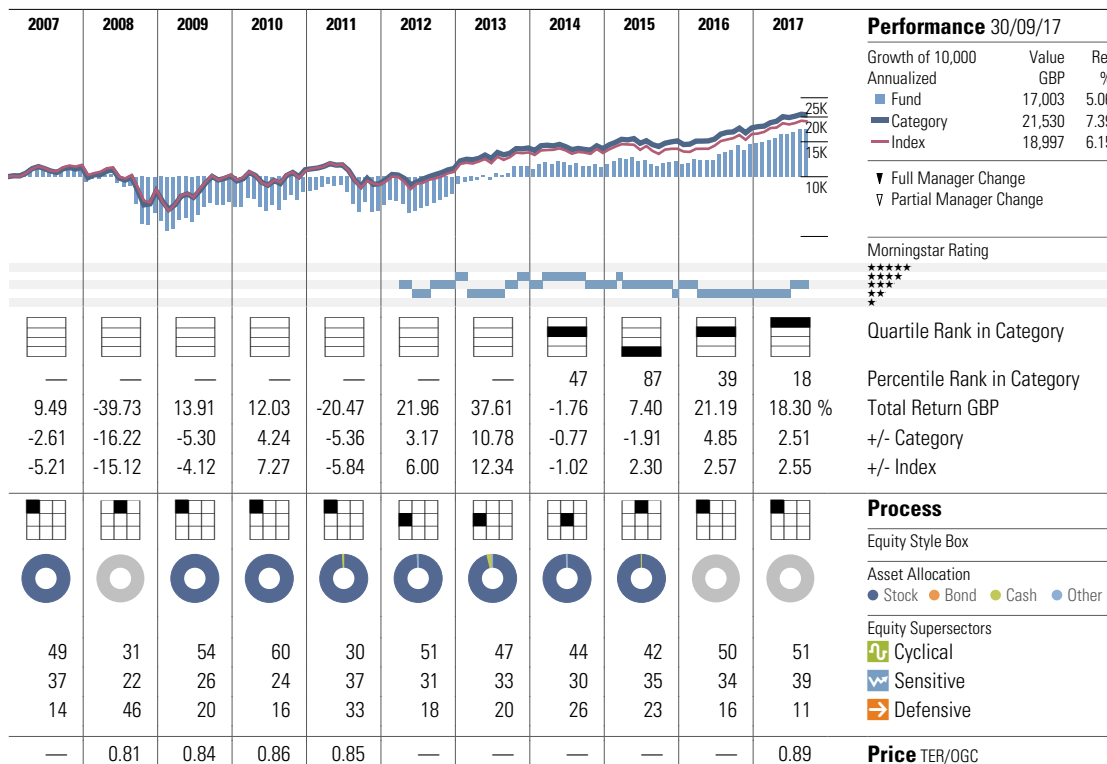 2007 2008 2009 2010 2011 2012 2013 2014 2015 2016 2017
Performance 30/09/17
Growth of 10,000 Value
Annualized GBP
Fund 17,003
Category 21,530
Index 18,997
25K
20K
15K
10K
▼ Full Manager Change
▽ Partial Manager Change
Morningstar Rating
★★★★★
★★★★
★★★
★★
★
Quartile Rank in Category
— — — — — — — 47 87 39 18 Percentile Rank in Category
9.49 -39.73 13.91 12.03 -20.47 21.96 37.61 -1.76 7.40 21.19 18.30 % Total Return GBP
-2.61 -16.22 -5.30 4.24 -5.36 3.17 10.78 -0.77 -1.91 4.85 2.51 +/- Category
-5.21 -15.12 -4.12 7.27 -5.84 6.00 12.34 -1.02 2.30 2.57 2.55 +/- Index
Process
Equity Style Box
Asset Allocation
Stock Bond Cash Other
Equity Supersectors
49 31 54 60 30 51 47 44 42 50 51 Cyclical
37 22 26 24 37 31 33 30 35 34 39 Sensitive
14 46 20 16 33 18 20 26 23 16 11 Defensive
— 0.81 0.84 0.86 0.85 — — — — — 0.89 Price TER/OGC